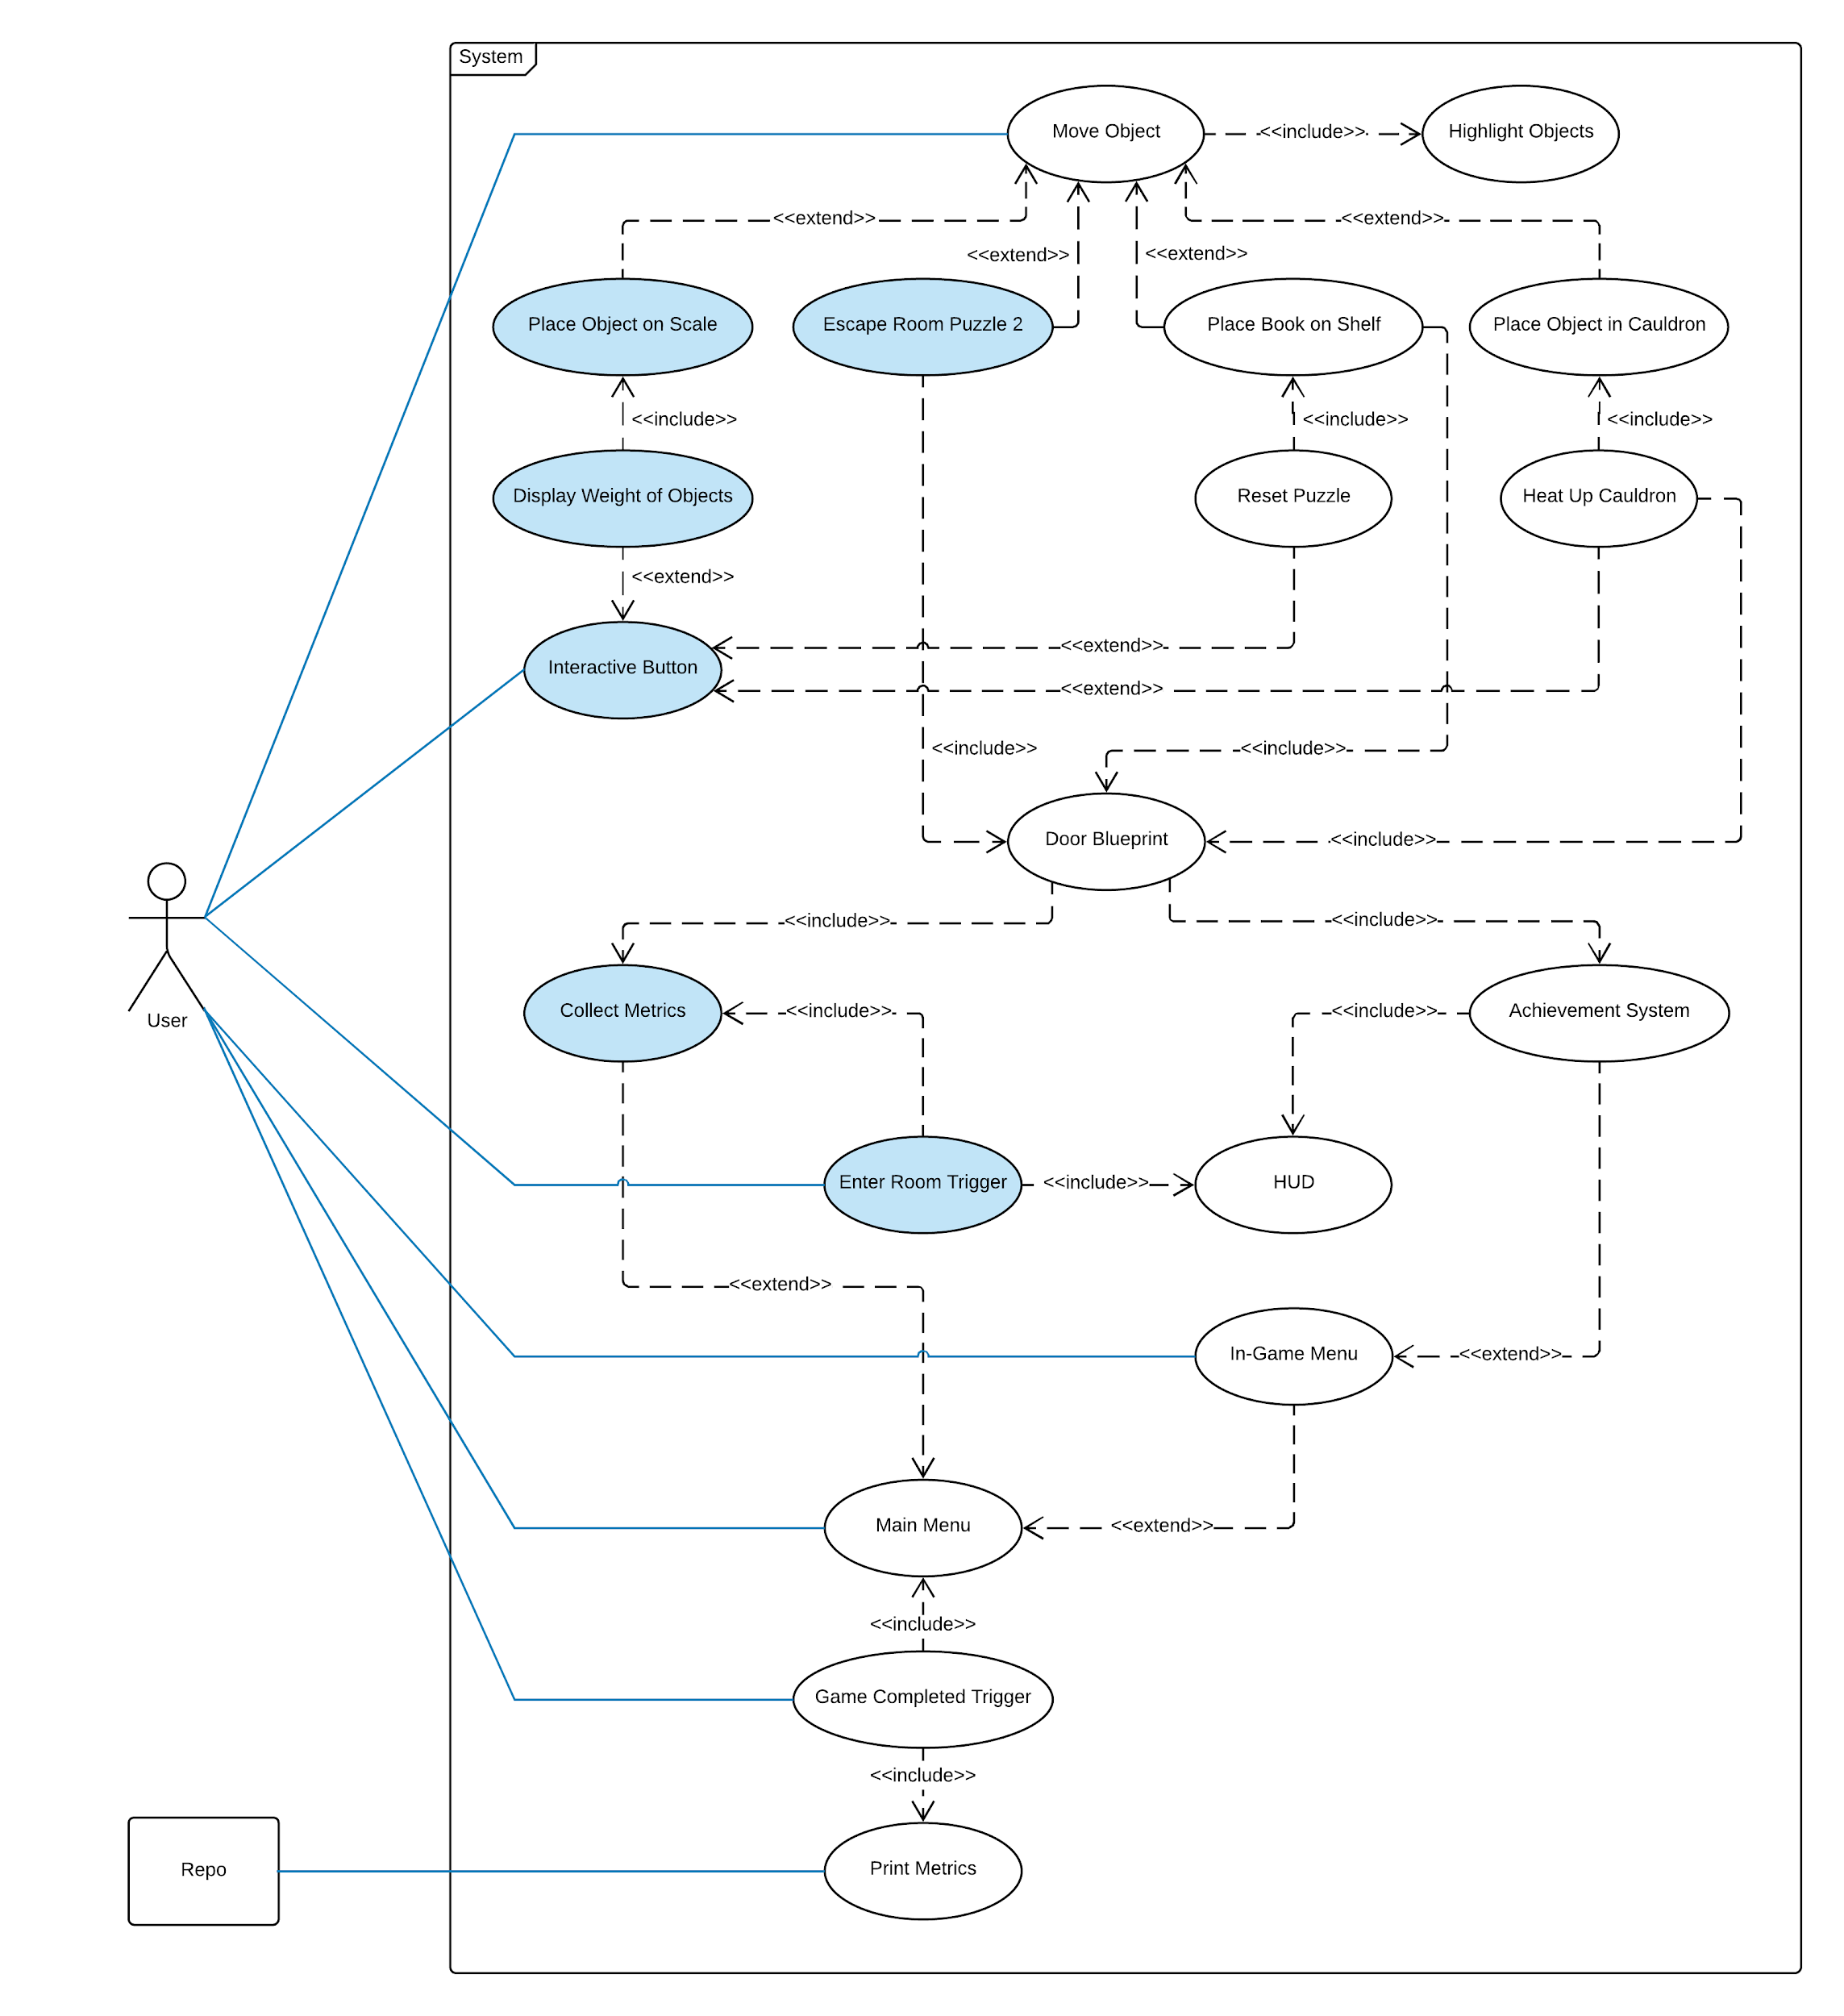 System
Move Object
<<include>>
Highlight Objects
<<extend>>
<<extend>>
<<extend>>
<<extend>>
Place Object on Scale
Escape Room Puzzle 2
Place Book on Shelf
Place Object in Cauldron
<<include>>
<<include>>
<<include>>
Display Weight of Objects
Reset Puzzle
Heat Up Cauldron
<<extend>>
<<extend>>
Interactive Button
<<extend>>
<<include>>
<<include>>
Door Blueprint
<<include>>
<<include>>
<<include>>
User
Collect Metrics
<<include>>
<<include>>
Achievement System
Enter Room Trigger
<<include>>
HUD
<<extend>>
In-Game Menu
<<extend>>
Main Menu
<<extend>>
<<include>>
Game Completed Trigger
<<include>>
Repo
Print Metrics